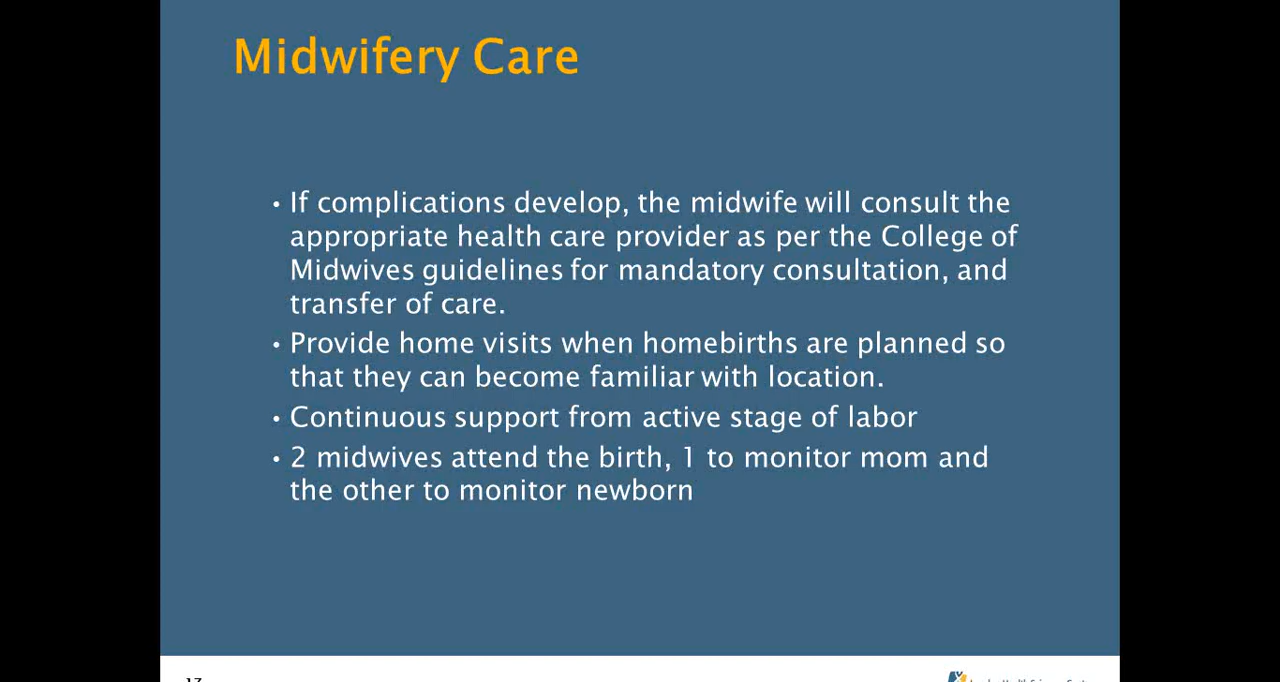 Midwifery Care
• If complications develop, the midwife will consult the
appropriate health care provider as per the College of
Midwives guidelines for mandatory consultation, and
transfer of care.
• Provide home visits when homebirths are planned so
that they can become familiar with location.
• Continuous support from active stage of labor
• 2 midwives attend the birth, 1 to monitor mom and
the other to monitor newborn